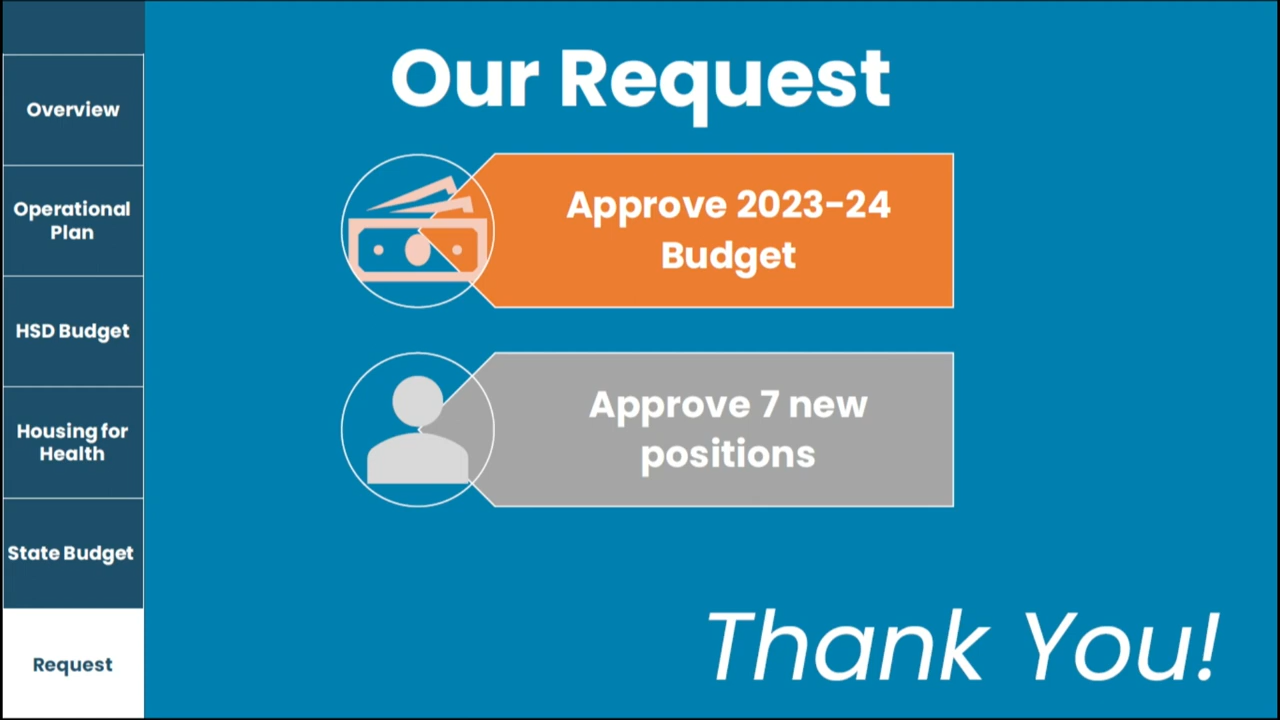 Our Request
Overview
Operational
Plan
HSD Budget
Housing for
Health
State Budget
Request
Approve 2023-24
Budget
Approve 7 new
positions
Thank You!